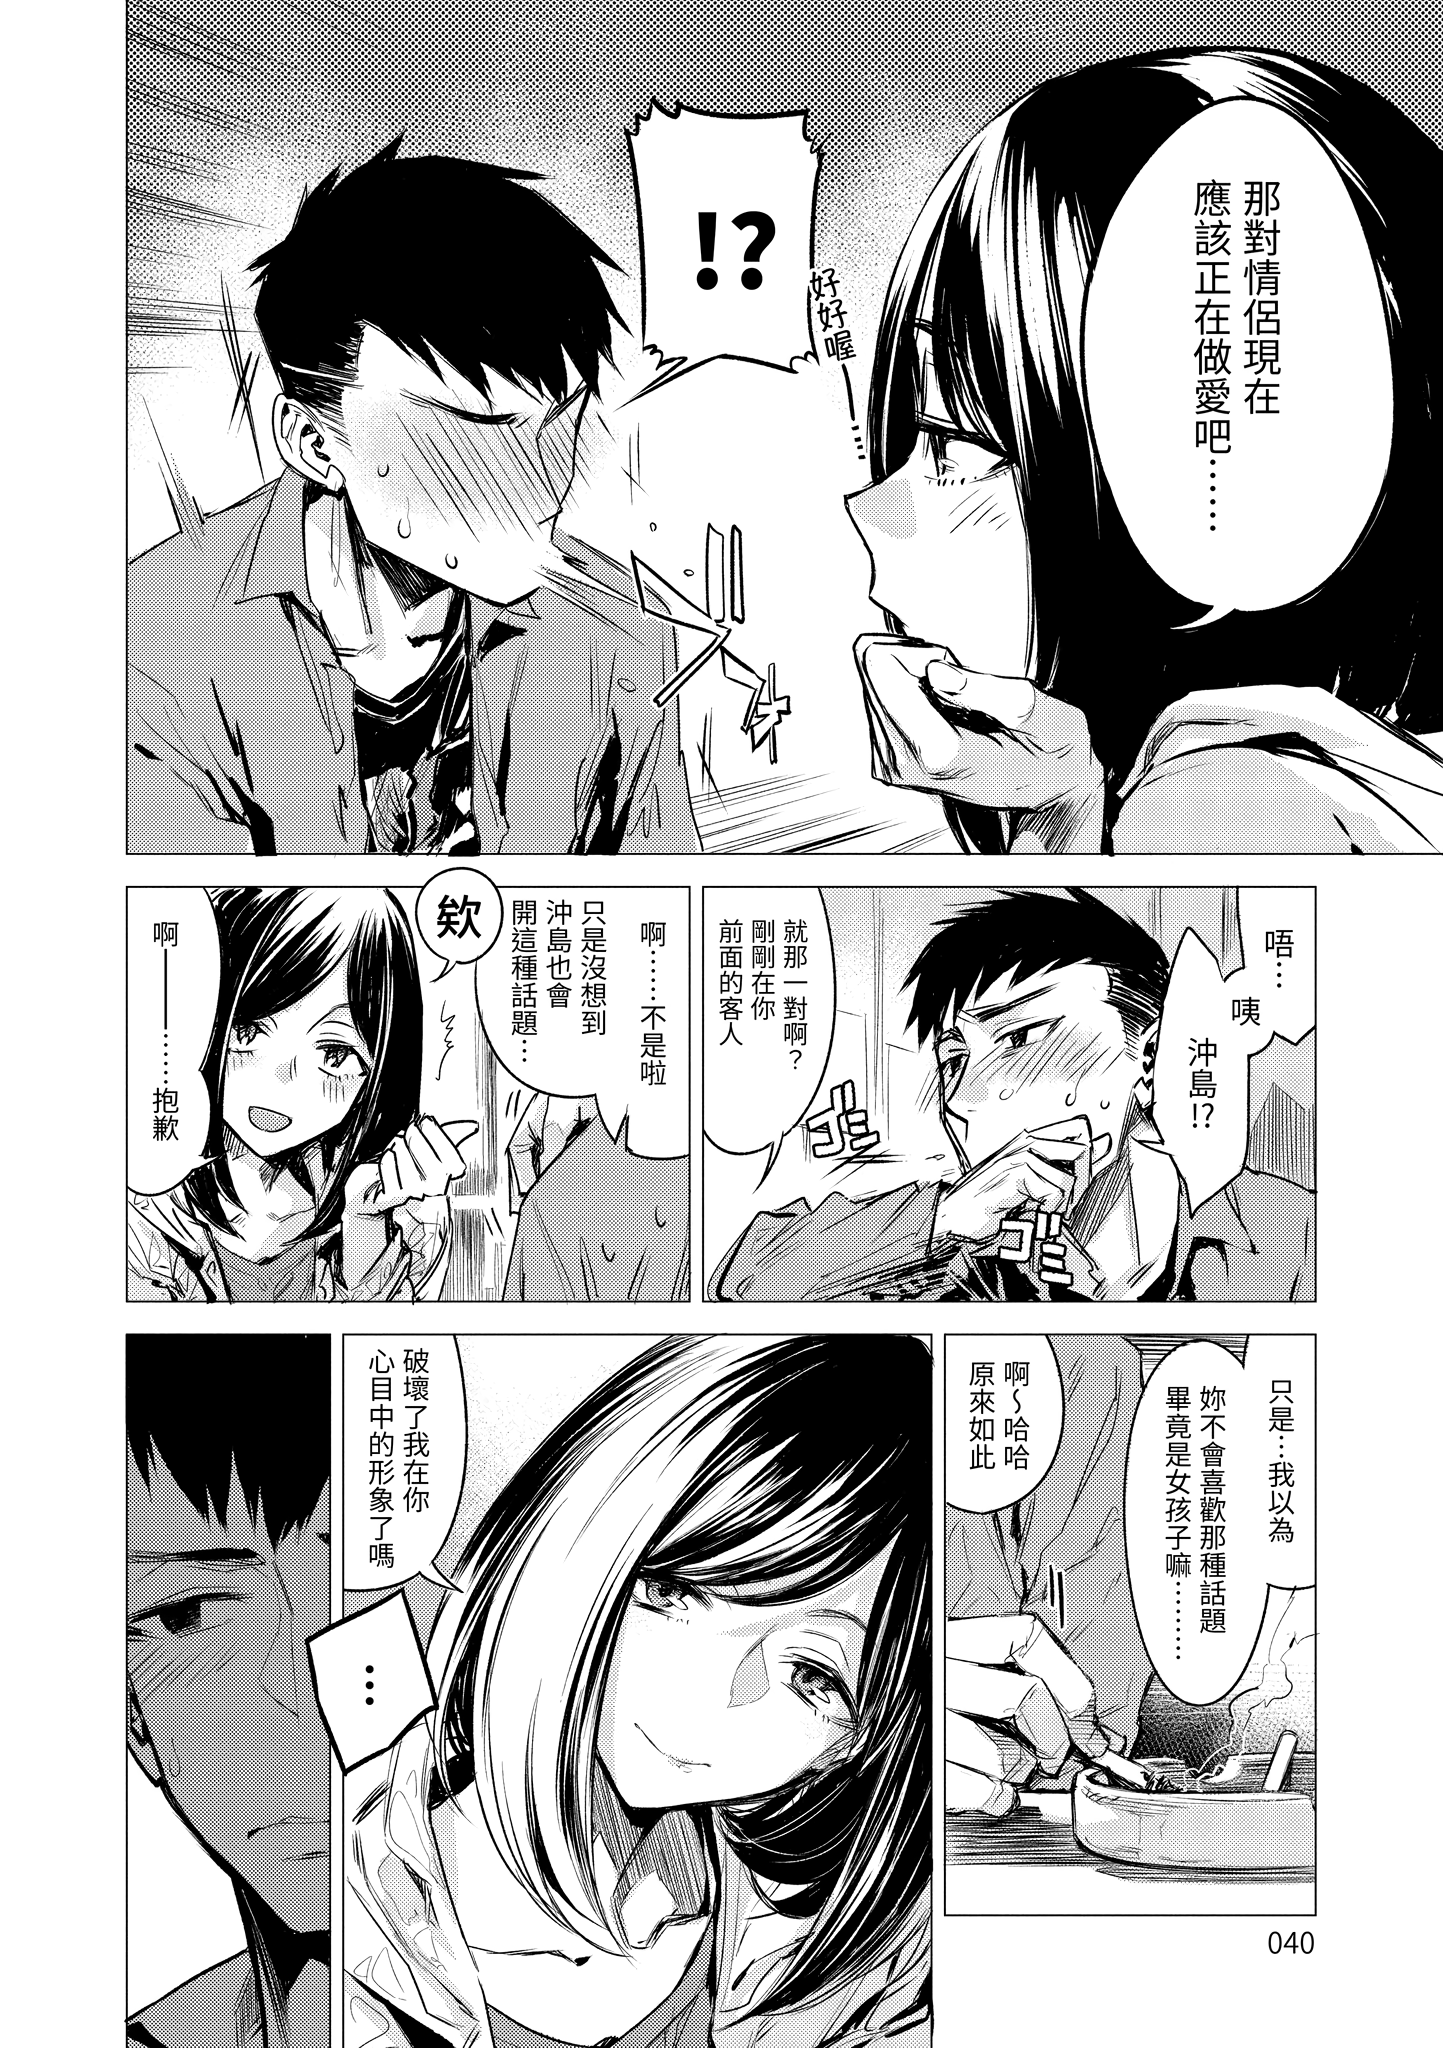 那對情侶現在
應該正在做愛吧……
好好喔——……
!?
唔…
咦
沖島!?
就那一對啊？
剛剛在你
前面的客人
ゴミ
ゴミ
啊……不是啦
只是沒想到
沖島也會
開這種話題…
欸
啊——……抱歉
只是…我以為
妳不會喜歡那種話題
畢竟是女孩子嘛………
啊～哈哈
原來如此
破壞了我在你
心目中的形象了嗎
…
040